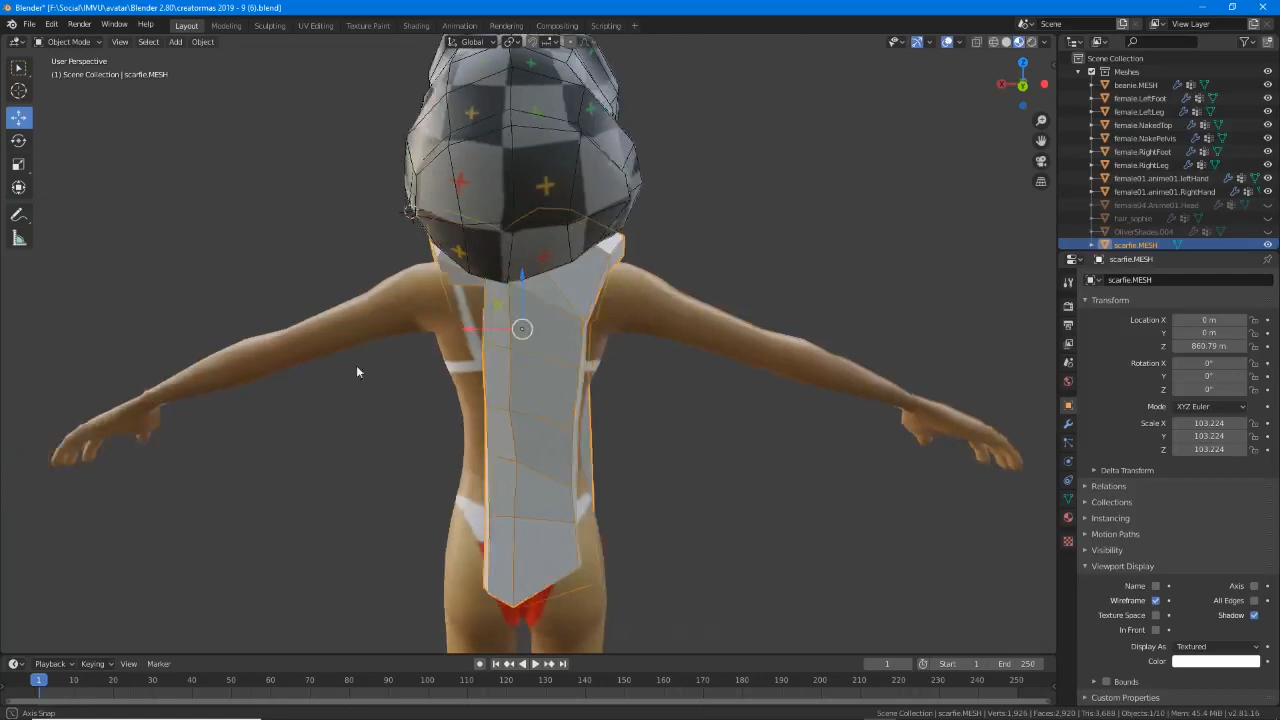 Blender* [F:\Social\IMVU\avatar\Blender 2.80\creatormas 2019 - 9 (6).blend]
File Edit Render Window Help Layout Modeling Sculpting UV Editing Texture Paint Shading Animation Rendering Compositing Scripting + Scene View Layer
Object Mode View Select Add Object Global
User Perspective
(1) Scene Collection | scarfie.MESH
Scene Collection
Meshes
beanie.MESH
female.LeftFoot
female.LeftLeg
female.NakedTop
female.NakePelvis
female.RightFoot
female.RightLeg
female01.anime01.leftHand
female01.anime01.RightHand
female04.Anime01.Head
hair_sophie
OliverShades.004
scarfie.MESH
scarfie.MESH
scarfie.MESH
Transform
Location X 0 m
Y 0 m
Z 860.79 m
Rotation X 0°
Y 0°
Z 0°
Mode XYZ Euler
Scale X 103.224
Y 103.224
Z 103.224
Delta Transform
Relations
Collections
Instancing
Motion Paths
Visibility
Viewport Display
Name Axis
Wireframe All Edges
Texture Space Shadow
In Front
Display As Textured
Color
Bounds
Custom Properties
Playback Keying View Marker 1 Start 1 End 250
1 10 20 30 40 50 60 70 80 90 100 110 120 130 140 150 160 170 180 190 200 210 220 230 240 250
Axis Snap
Scene Collection | scarfie.MESH | Verts:1,926 | Faces:2,920 | Tris:3,688 | Objects:1/10 | Mem: 45.4 MiB | v2.81.16